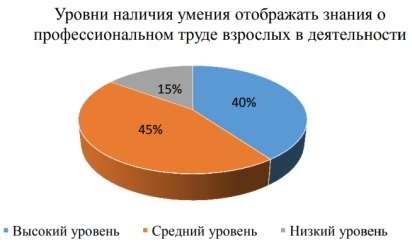 Уровни наличия умения отображать знания о
профессиональном труде взрослых в деятельности
15%
40%
45%
Высокий уровень
Средний уровень
Низкий уровень